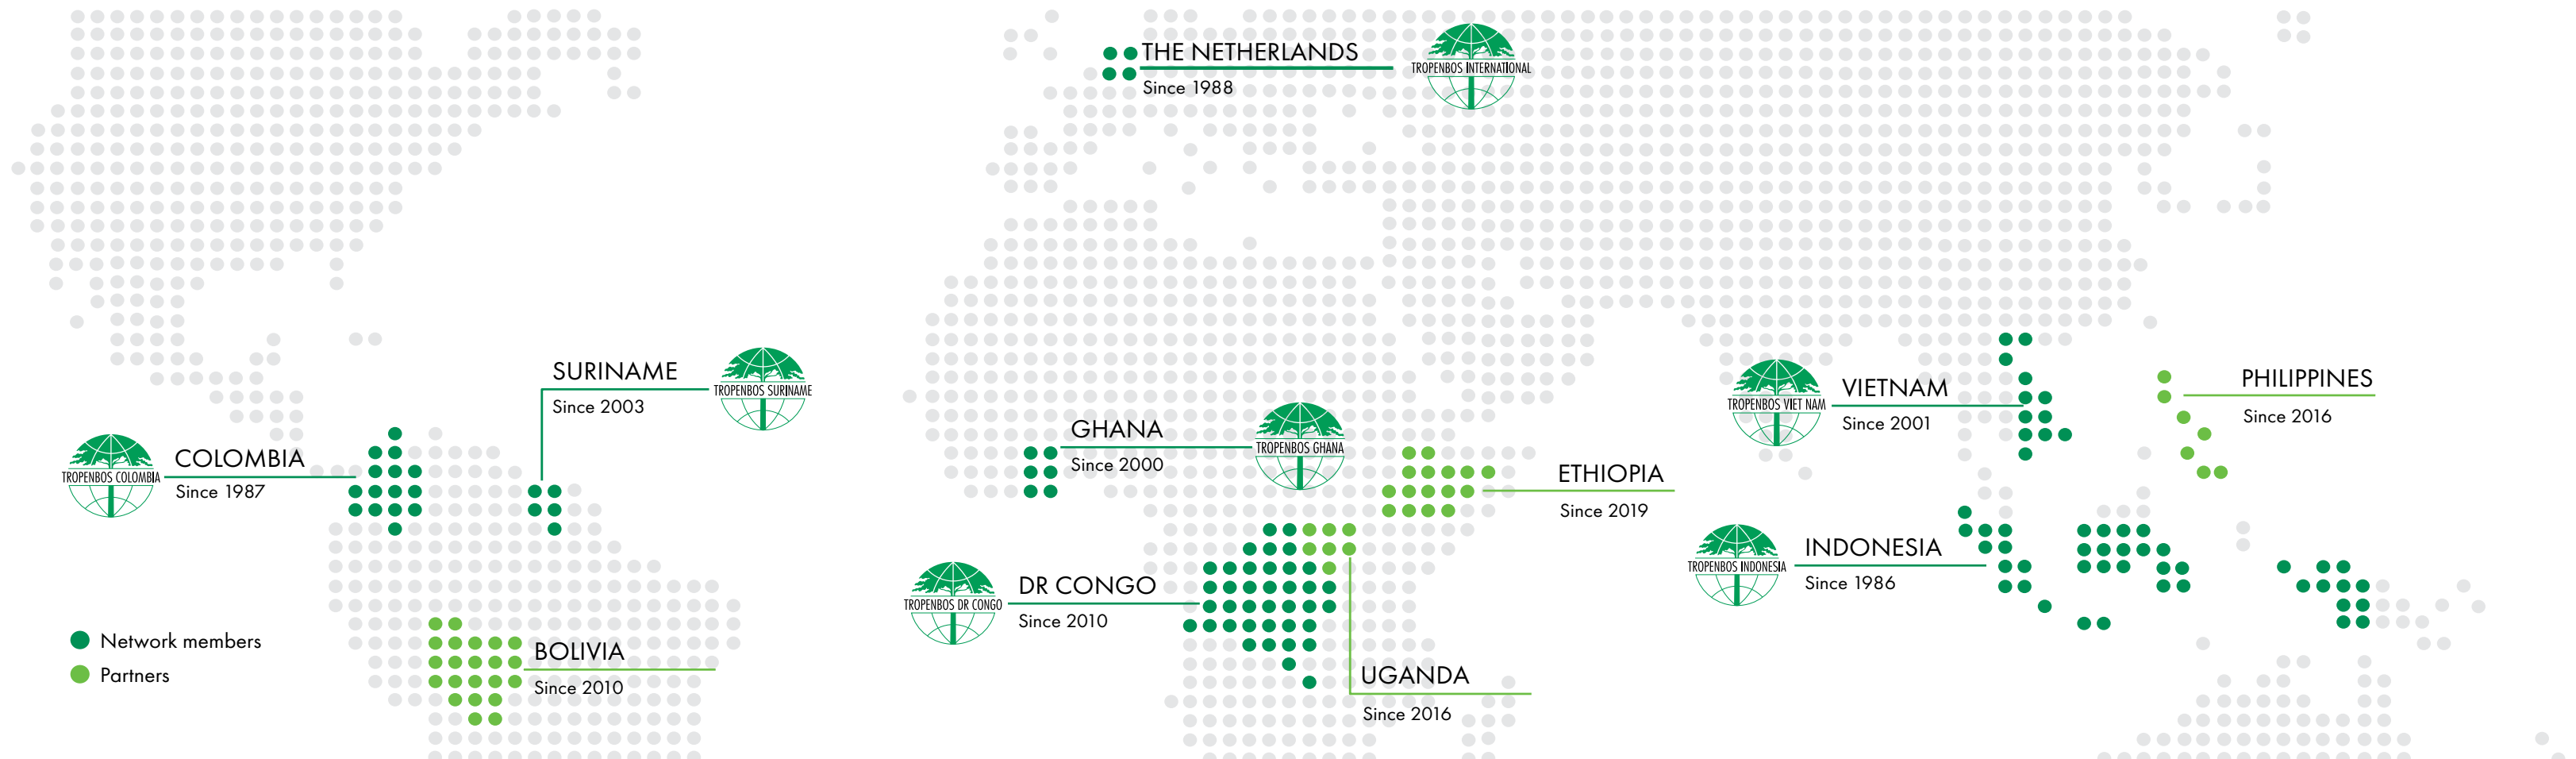 THE NETHERLANDS
Since 1988
TROPENBOS INTERNATIONAL
SURINAME
Since 2003
TROPENBOS SURINAME
COLOMBIA
Since 1987
TROPENBOS COLOMBIA
GHANA
Since 2000
TROPENBOS GHANA
VIETNAM
Since 2001
TROPENBOS VIET NAM
PHILIPPINES
Since 2016
ETHIOPIA
Since 2019
INDONESIA
Since 1986
TROPENBOS INDONESIA
DR CONGO
Since 2010
TROPENBOS DR CONGO
BOLIVIA
Since 2010
UGANDA
Since 2016
Network members
Partners